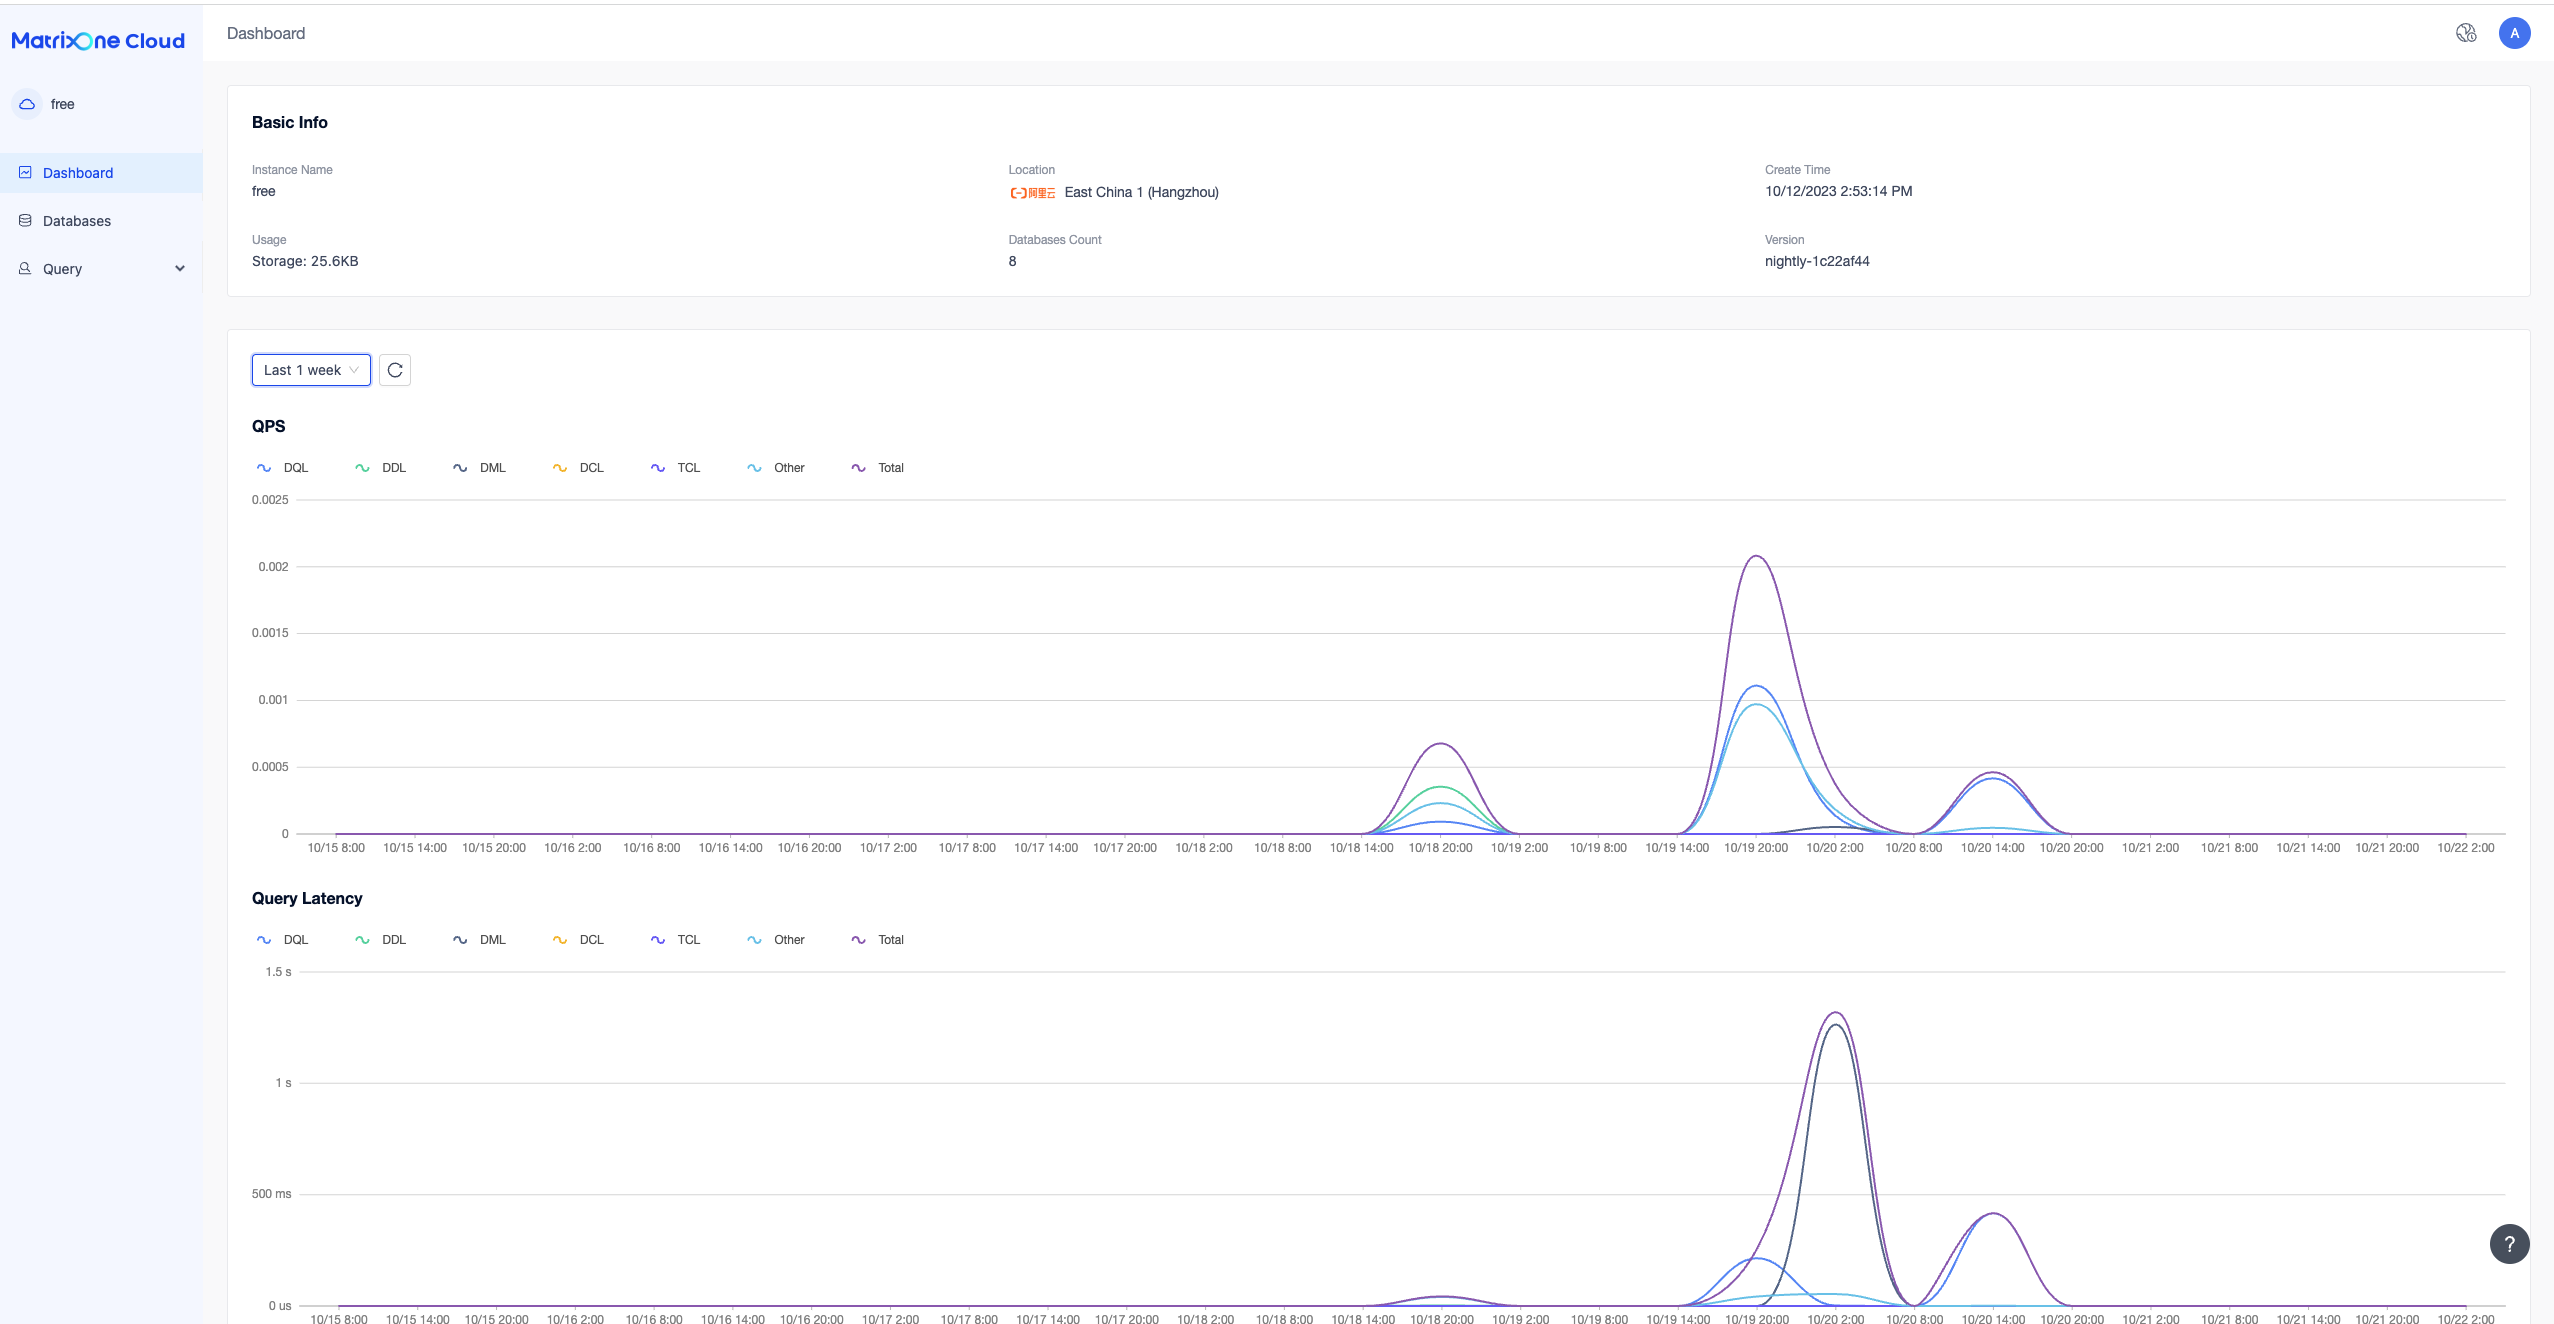 MatrixOne Cloud
Dashboard
A
free
Dashboard
Databases
Query
Basic Info
Instance Name
free
Location
阿里云 East China 1 (Hangzhou)
Create Time
10/12/2023 2:53:14 PM
Usage
Storage: 25.6KB
Databases Count
8
Version
nightly-1c22af44
Last 1 week
QPS
DQL DDL DML DCL TCL Other Total
0.0025
0.002
0.0015
0.001
0.0005
0
10/15 8:00 10/15 14:00 10/15 20:00 10/16 2:00 10/16 8:00 10/16 14:00 10/16 20:00 10/17 2:00 10/17 8:00 10/17 14:00 10/17 20:00 10/18 2:00 10/18 8:00 10/18 14:00 10/18 20:00 10/19 2:00 10/19 8:00 10/19 14:00 10/19 20:00 10/20 2:00 10/20 8:00 10/20 14:00 10/20 20:00 10/21 2:00 10/21 8:00 10/21 14:00 10/21 20:00 10/22 2:00
Query Latency
DQL DDL DML DCL TCL Other Total
1.5 s
1 s
500 ms
0 us
?
10/15 8:00 10/15 14:00 10/15 20:00 10/16 2:00 10/16 8:00 10/16 14:00 10/16 20:00 10/17 2:00 10/17 8:00 10/17 14:00 10/17 20:00 10/18 2:00 10/18 8:00 10/18 14:00 10/18 20:00 10/19 2:00 10/19 8:00 10/19 14:00 10/19 20:00 10/20 2:00 10/20 8:00 10/20 14:00 10/20 20:00 10/21 2:00 10/21 8:00 10/21 14:00 10/21 20:00 10/22 2:00